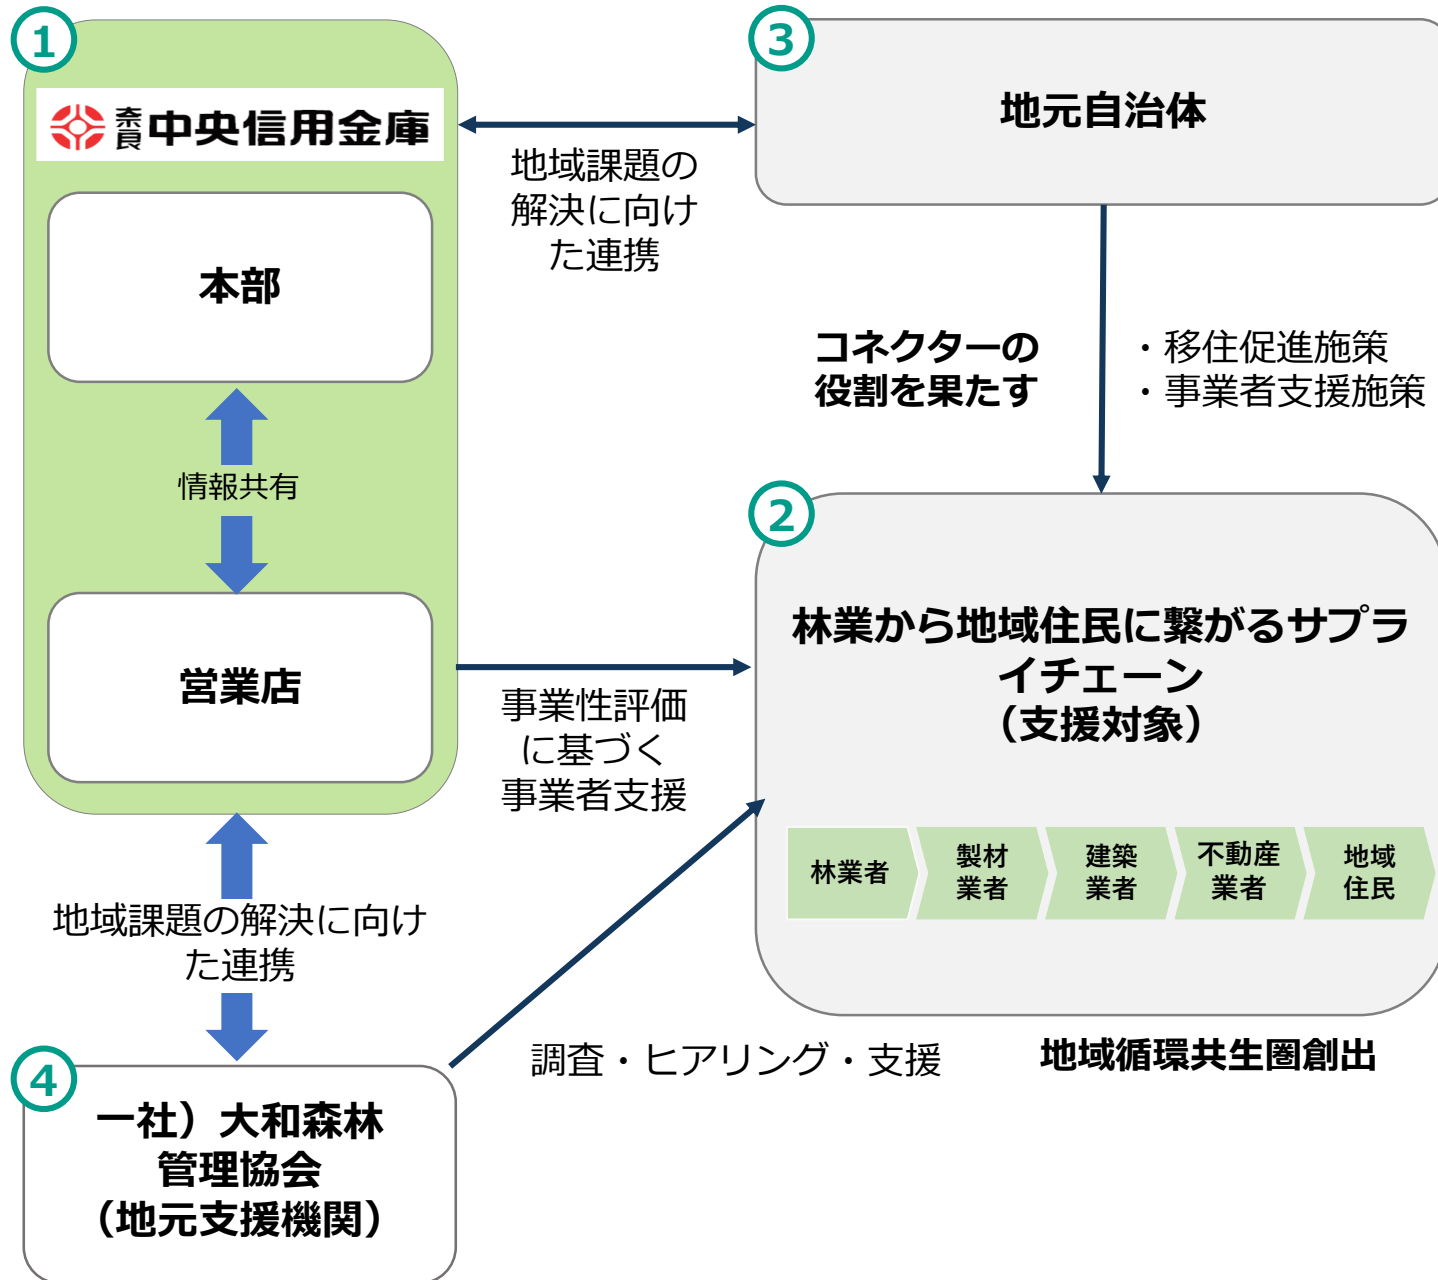 1
奈良中央信用金庫
本部
情報共有
営業店
地域課題の
解決に向け
た連携
3
地元自治体
コネクターの
役割を果たす
・移住促進施策
・事業者支援施策
事業性評価
に基づく
事業者支援
2
林業から地域住民に繋がるサプラ
イチェーン
（支援対象）
林業者
製材
業者
建築
業者
不動産
業者
地域
住民
地域循環共生圏創出
地域課題の解決に向け
た連携
調査・ヒアリング・支援
4
一社）大和森林
管理協会
（地元支援機関）